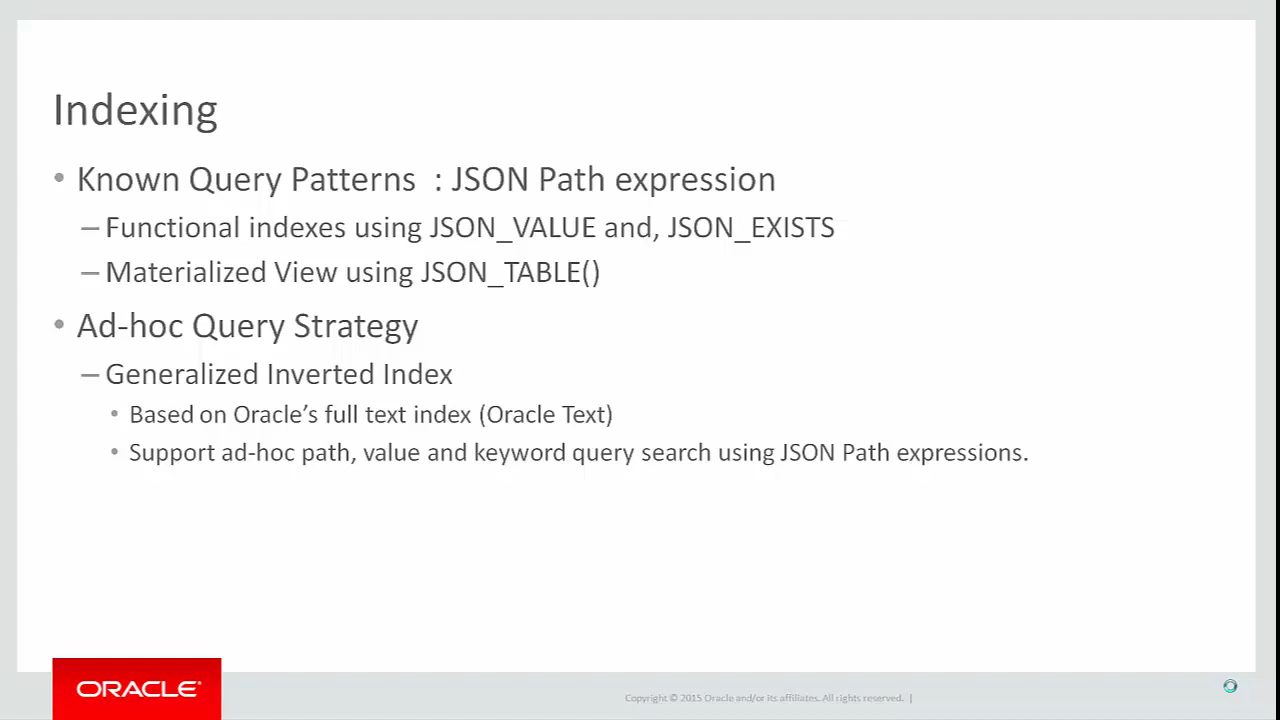 Indexing
• Known Query Patterns : JSON Path expression
– Functional indexes using JSON_VALUE and, JSON_EXISTS
– Materialized View using JSON_TABLE()
• Ad-hoc Query Strategy
– Generalized Inverted Index
• Based on Oracle's full text index (Oracle Text)
• Support ad-hoc path, value and keyword query search using JSON Path expressions.
ORACLE®
Copyright © 2015 Oracle and/or its affiliates. All rights reserved. |